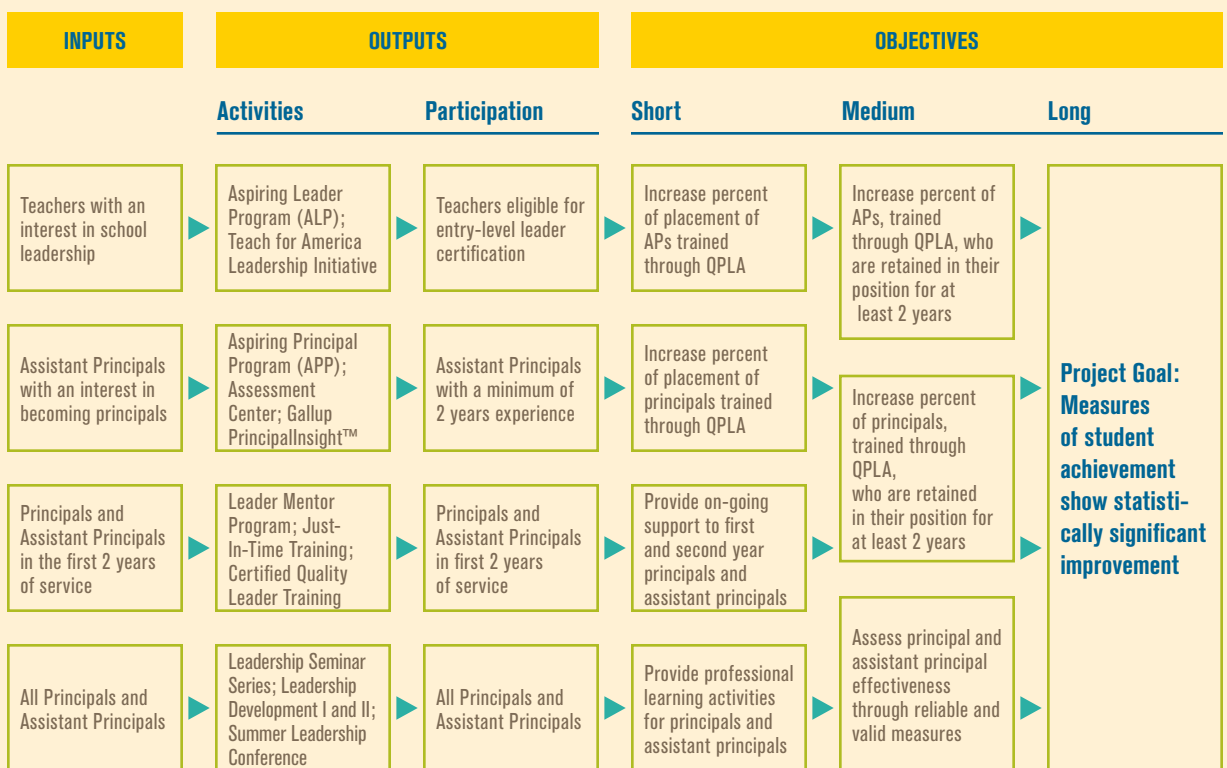 INPUTS
OUTPUTS
OBJECTIVES
Activities
Participation
Short
Medium
Long
Teachers with an
interest in school
leadership
Aspiring Leader
Program (ALP);
Teach for America
Leadership Initiative
Teachers eligible for
entry-level leader
certification
Increase percent
of placement of
APs trained
through QPLA
Increase percent of
APs, trained
through QPLA, who
are retained in their
position for at
least 2 years
Assistant Principals
with an interest in
becoming principals
Aspiring Principal
Program (APP);
Assessment
Center; Gallup
PrincipalInsight™
Assistant Principals
with a minimum of
2 years experience
Increase percent
of placement of
principals trained
through QPLA
Increase percent
of principals,
trained through
QPLA,
who are retained
in their position for
at least 2 years
Project Goal:
Measures
of student
achievement
show statisti-
cally significant
improvement
Principals and
Assistant Principals
in the first 2 years
of service
Leader Mentor
Program; Just-
In-Time Training;
Certified Quality
Leader Training
Principals and
Assistant Principals
in first 2 years
of service
Provide on-going
support to first
and second year
principals and
assistant principals
All Principals and
Assistant Principals
Leadership Seminar
Series; Leadership
Development I and II;
Summer Leadership
Conference
All Principals and
Assistant Principals
Provide professional
learning activities
for principals and
assistant principals
Assess principal and
assistant principal
effectiveness
through reliable and
valid measures